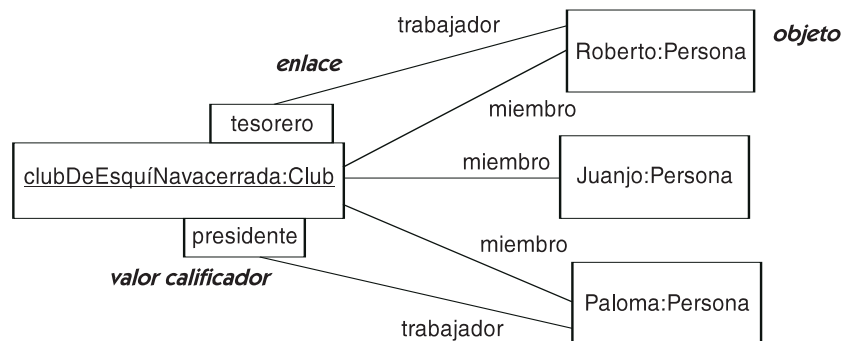 trabajador
objeto
Roberto:Persona
enlace
miembro
tesorero
clubDeEsquíNavacerrada:Club
miembro
Juanjo:Persona
presidente
miembro
valor calificador
Paloma:Persona
trabajador